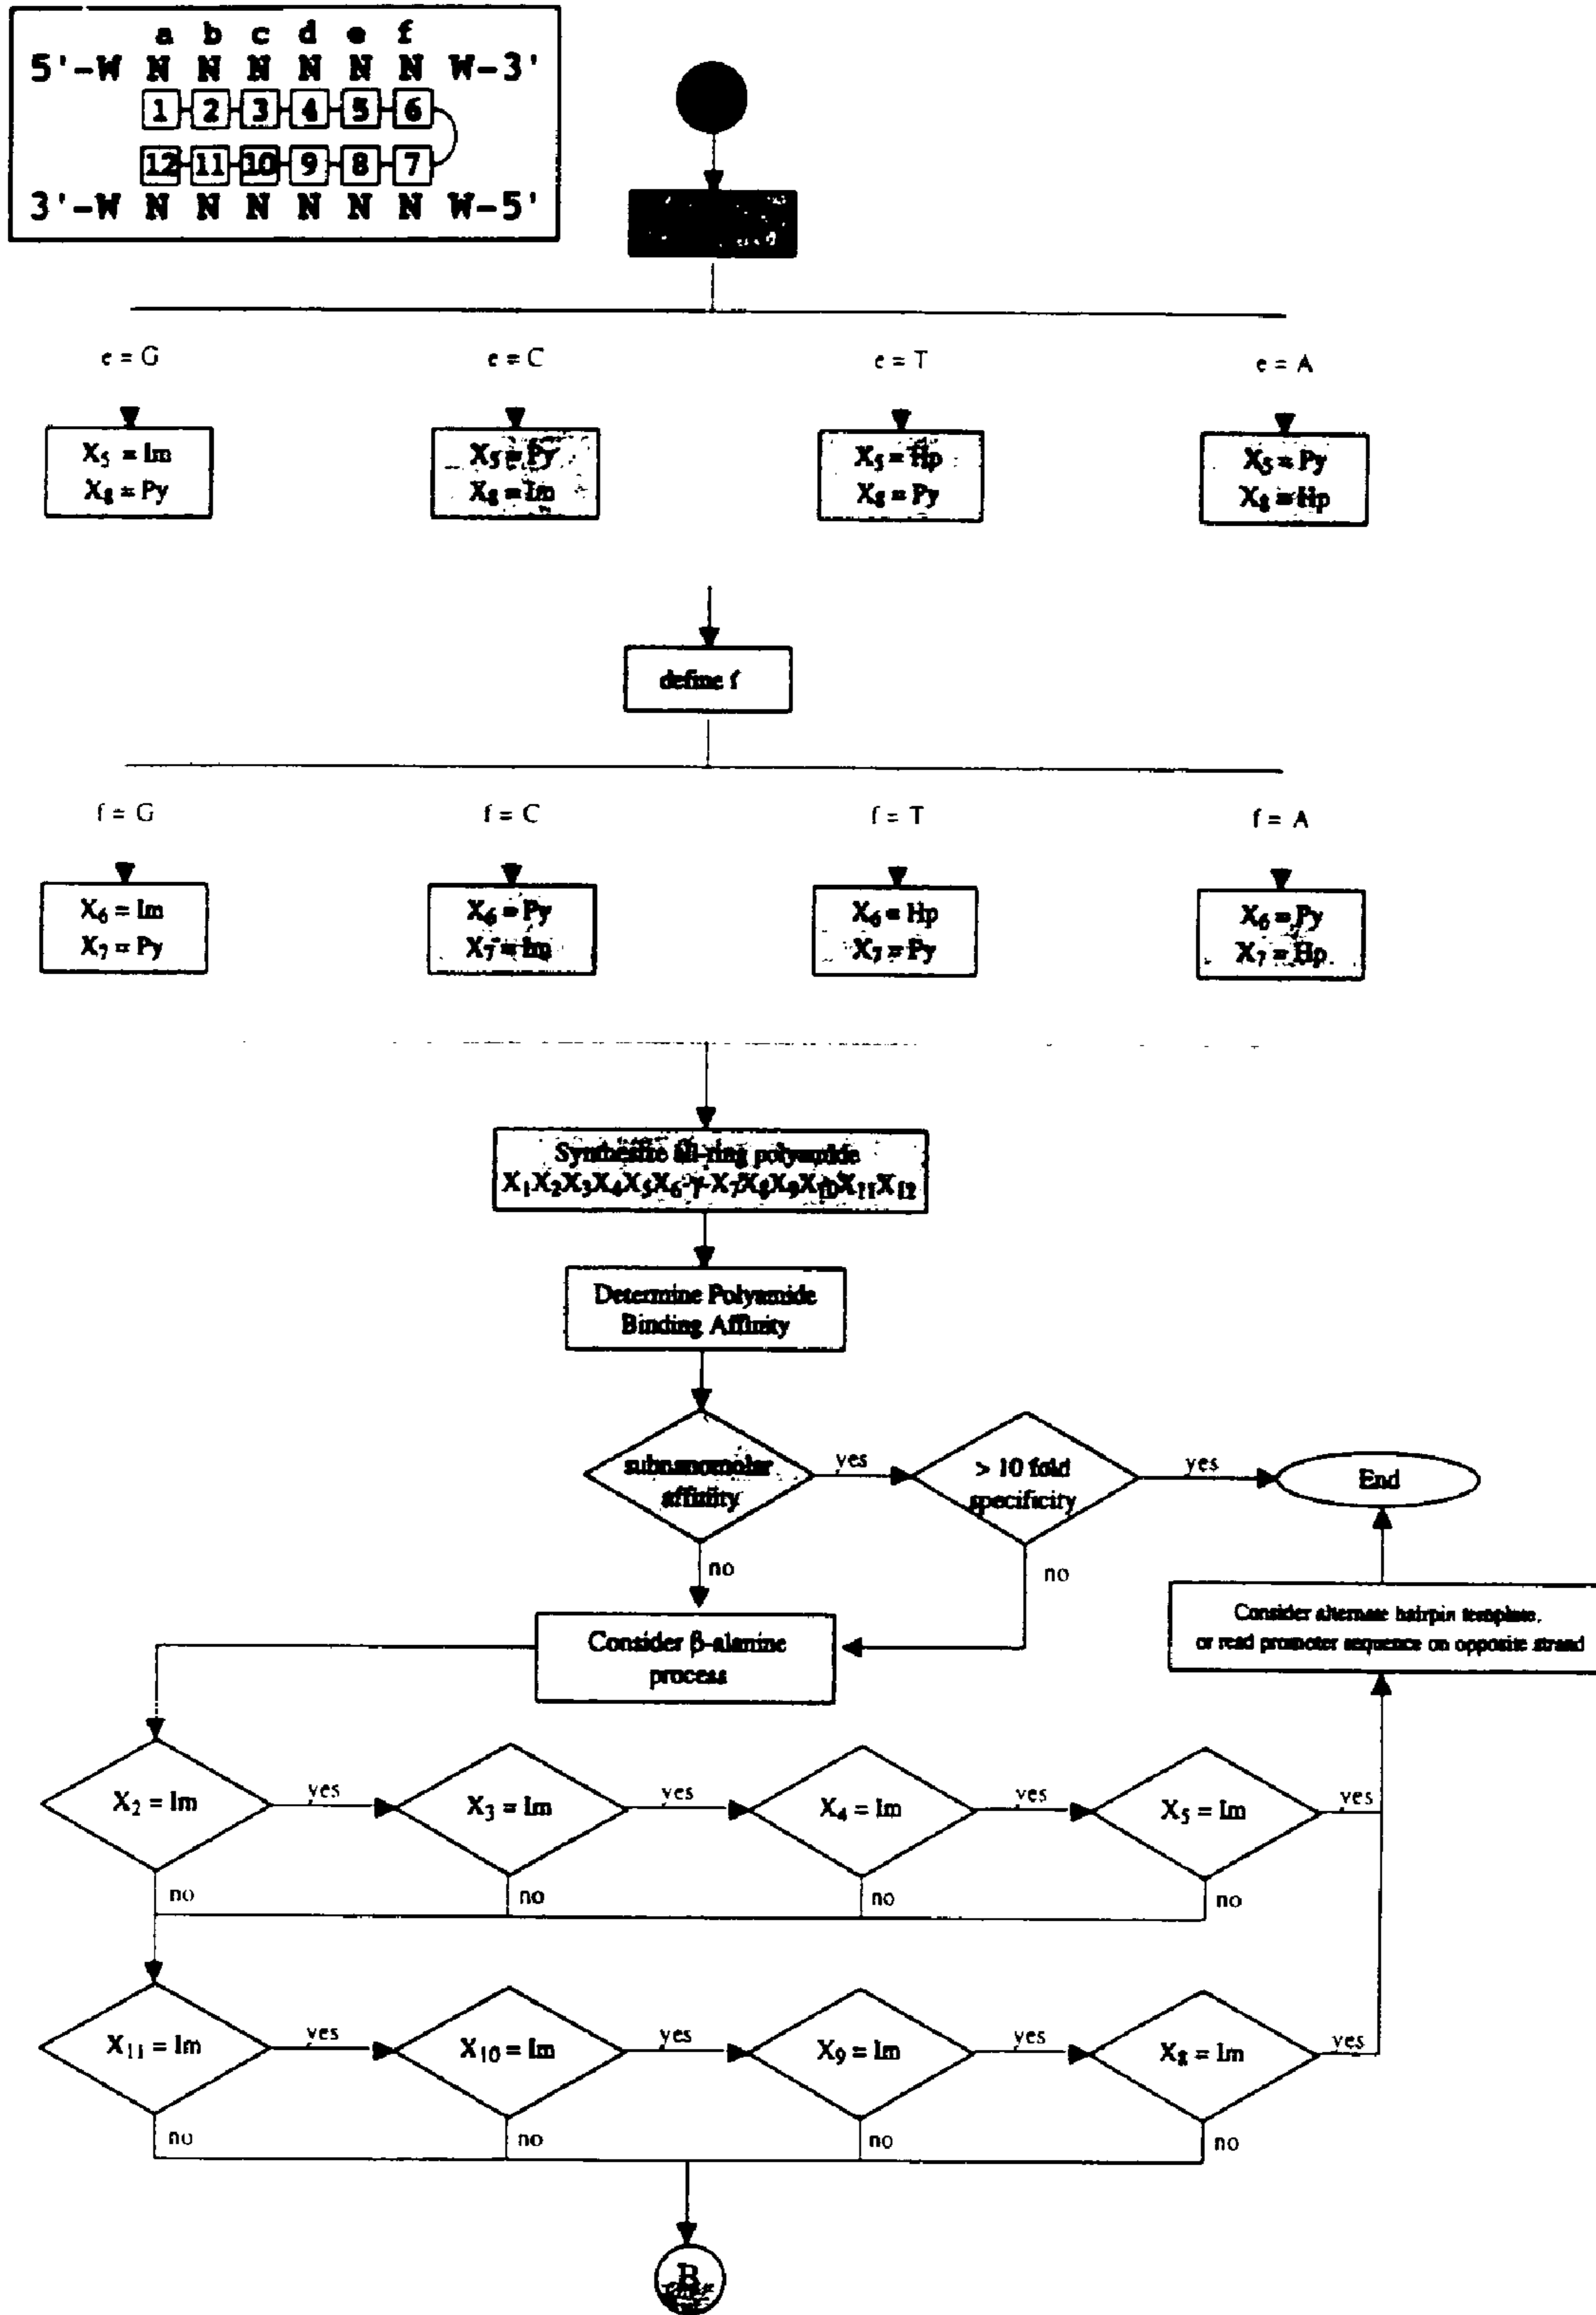 a b c d e f
5'-W N N N N N N W-3'
1 2 3 4 5 6
12 11 10 9 8 7
3'-W N N N N N N W-5'
e = G
e = C
e = T
e = A
X5 = Im
X8 = Py
X5 = Py
X8 = Im
X5 = Hp
X8 = Py
X5 = Py
X8 = Hp
define f
f = G
f = C
f = T
f = A
X6 = Im
X7 = Py
X6 = Py
X7 = Im
X6 = Hp
X7 = Py
X6 = Py
X7 = Hp
Synthesize all-ring polyamide
X1X2X3X4X5X6-γ-X7X8X9X10X11X12
Determine Polyamide
Binding Affinity
subnanomolar
affinity
yes
> 10 fold
specificity
yes
End
no
no
Consider β-alanine
process
Consider alternate hairpin template,
or read promoter sequence on opposite strand
X2 = Im
yes
X3 = Im
yes
X4 = Im
yes
X5 = Im
yes
no
no
no
no
X11 = Im
yes
X10 = Im
yes
X9 = Im
yes
X8 = Im
yes
no
no
no
no
B